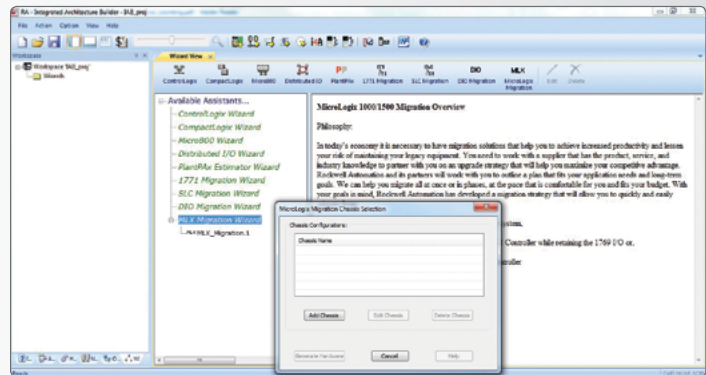 RA - Integrated Architecture Builder - IAB_proj
File Action Edition View Help
Workspace
Workspace 'IAB_proj'
Wizards
Wizard View
ControlLogix CompactLogix Micro800 Distributed I/O PlantPAx 1771 Migration SLC Migration DIO Migration MicroLogix Migration Edit Delete
Available Assistants...
ControlLogix Wizard
CompactLogix Wizard
Micro800 Wizard
Distributed I/O Wizard
PlantPAx Estimator Wizard
1771 Migration Wizard
SLC Migration Wizard
DIO Migration Wizard
MLX Migration Wizard
MLX_Migration.1
MicroLogix 1000/1500 Migration Overview
Philosophy:
In today's economy it is necessary to have migration solutions that help you to achieve increased productivity and lessen
your risk of maintaining your legacy equipment. You need to work with a supplier that has the product, service, and
industry knowledge to partner with you on an upgrade strategy that will help you maximize your competitive advantage.
Rockwell Automation and its partners will work with you to outline a plan that fits your application needs and long-term
goals. We can help you migrate all at once or in phases, at the pace that is comfortable for you and fits your budget. With
your goals in mind, Rockwell Automation has developed a migration strategy that will allow you to quickly and easily
system,
Controller while retaining the 1769 I/O or,
MicroLogix Migration Chassis Selection
Chassis Configurations:
Chassis Name
Add Chassis Edit Chassis Delete Chassis
Generate Hardware Cancel Help
Ready